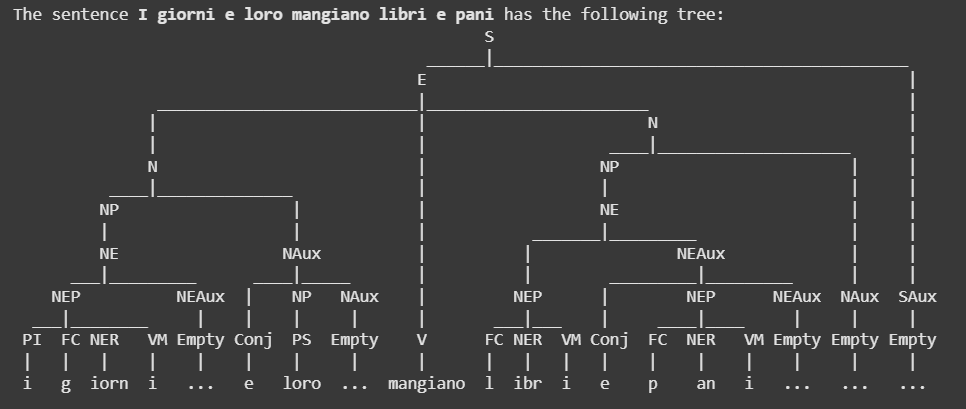 The sentence I giorni e loro mangiano libri e pani has the following tree:
S
E
N
N NP
NP NE
NE NAux NEAux
NEP NEAux NP NAux NEP NEP NEAux NAux SAux
PI FC NER VM Empty Conj PS Empty V FC NER VM Conj FC NER VM Empty Empty Empty
i g iorn i ... e loro ... mangiano l ibr i e p an i ... ... ...